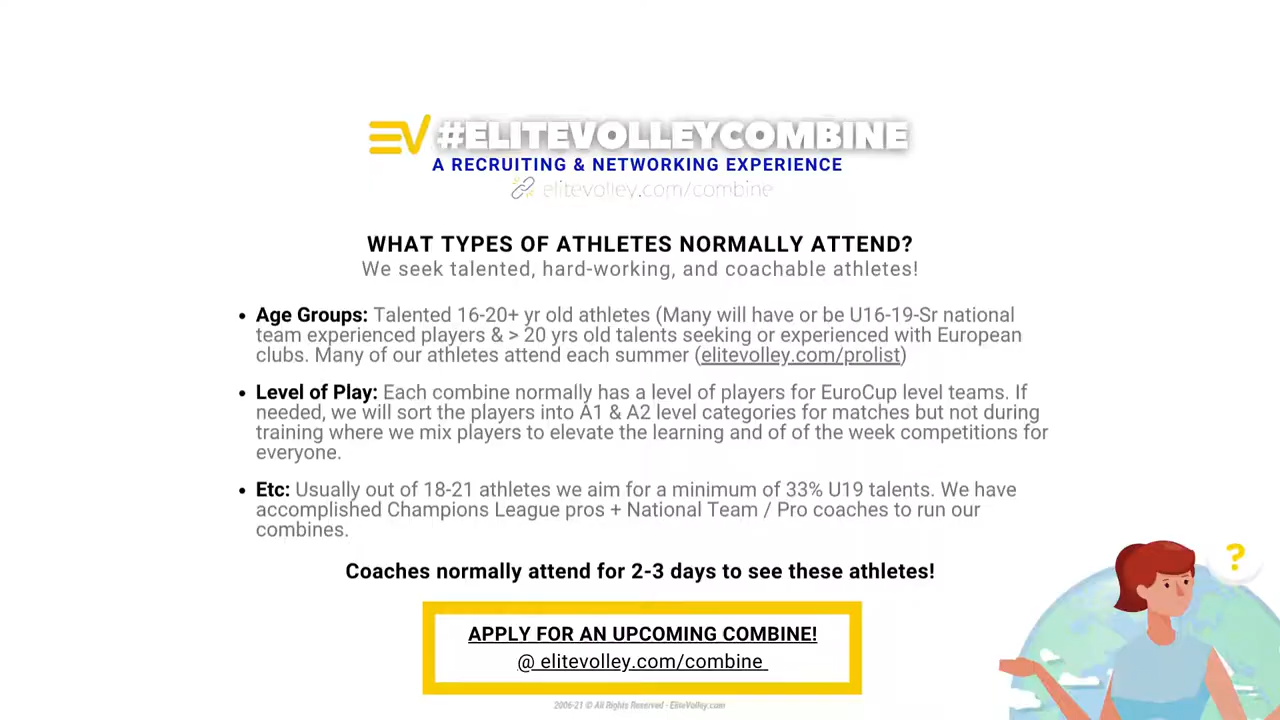 EV #ELITEVOLLEYCOMBINE
A RECRUITING & NETWORKING EXPERIENCE
elitevolley.com/combine
WHAT TYPES OF ATHLETES NORMALLY ATTEND?
We seek talented, hard-working, and coachable athletes!
• Age Groups: Talented 16-20+ yr old athletes (Many will have or be U16-19-Sr national
team experienced players & > 20 yrs old talents seeking or experienced with European
clubs. Many of our athletes attend each summer (elitevolley.com/prolist)
• Level of Play: Each combine normally has a level of players for EuroCup level teams. If
needed, we will sort the players into A1 & A2 level categories for matches but not during
training where we mix players to elevate the learning and of of the week competitions for
everyone.
• Etc: Usually out of 18-21 athletes we aim for a minimum of 33% U19 talents. We have
accomplished Champions League pros + National Team / Pro coaches to run our
combines.
Coaches normally attend for 2-3 days to see these athletes!
?
APPLY FOR AN UPCOMING COMBINE!
@ elitevolley.com/combine
2006-21 © All Rights Reserved - EliteVolley.com